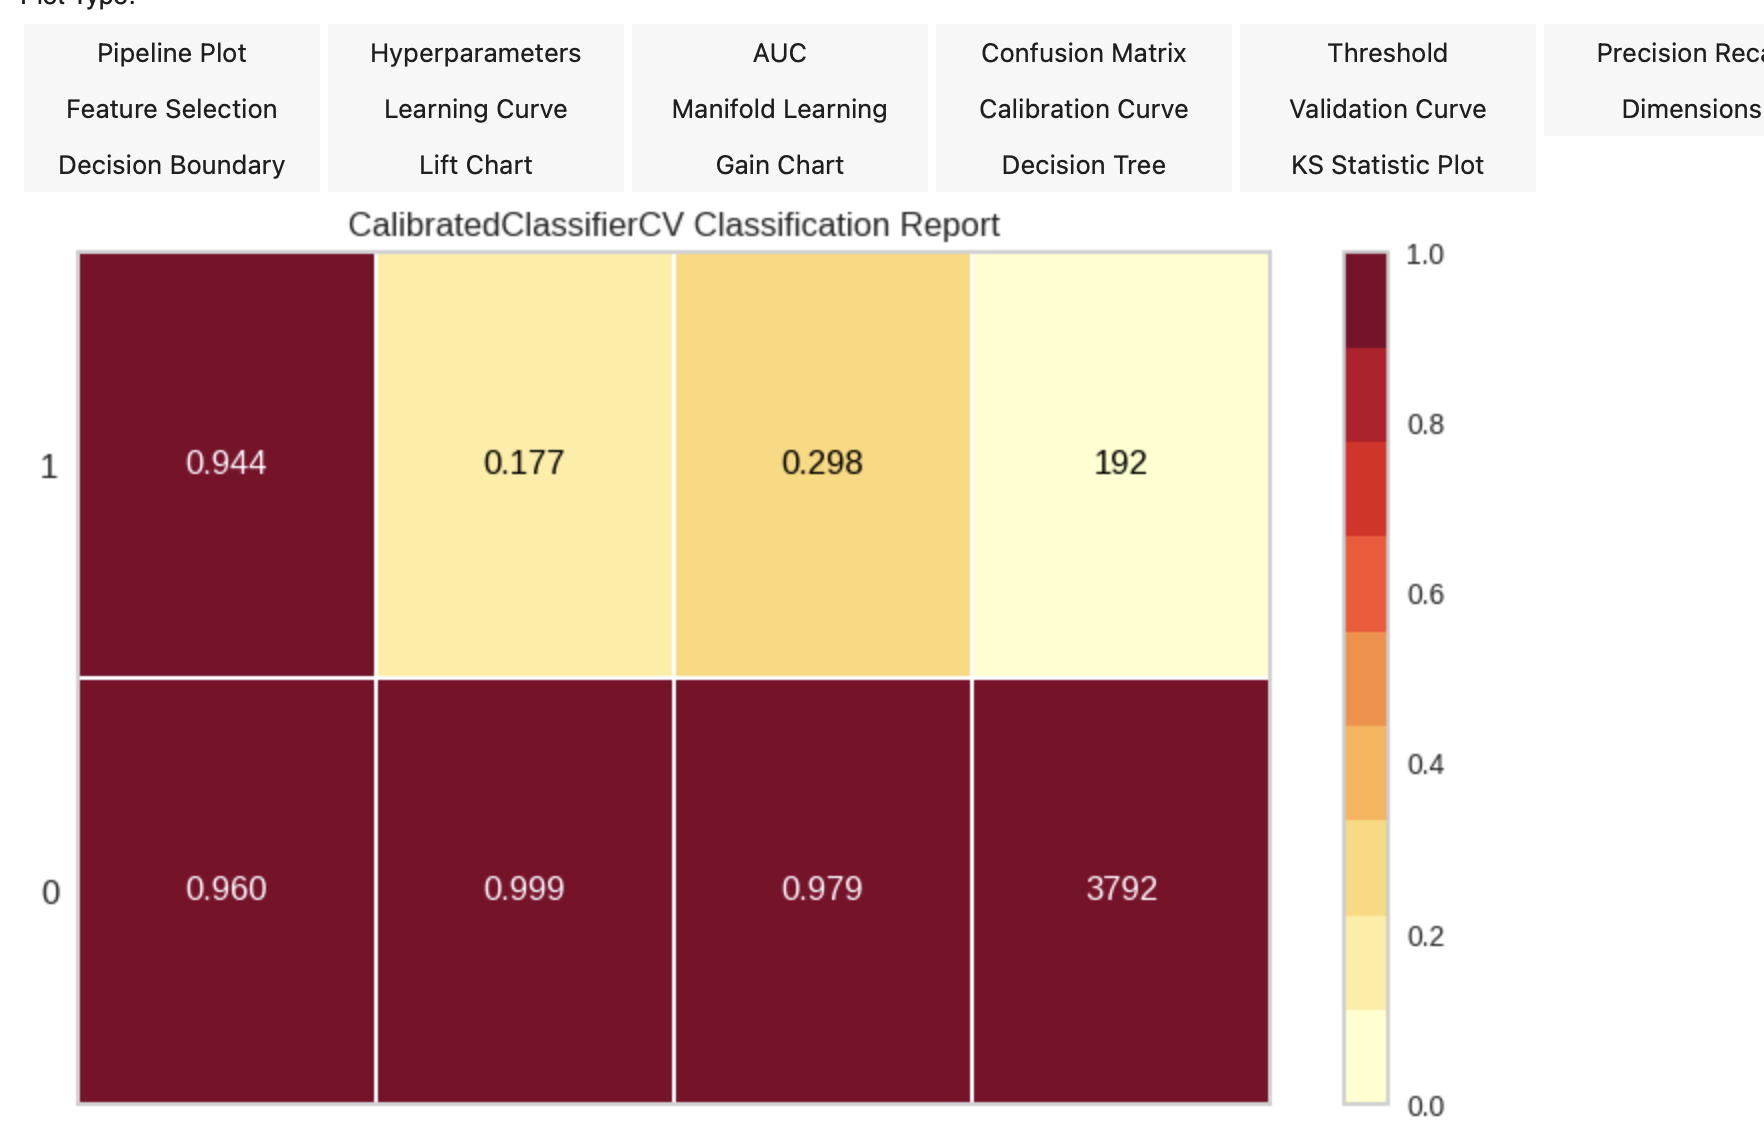 Plot Type:
Pipeline Plot Hyperparameters AUC Confusion Matrix Threshold Precision
Feature Selection Learning Curve Manifold Learning Calibration Curve Validation Curve Dimensions
Decision Boundary Lift Chart Gain Chart Decision Tree KS Statistic Plot
CalibratedClassifierCV Classification Report
1.0
0.8
1 0.944 0.177 0.298 192
0.6
0.4
0 0.960 0.999 0.979 3792
0.2
0.0